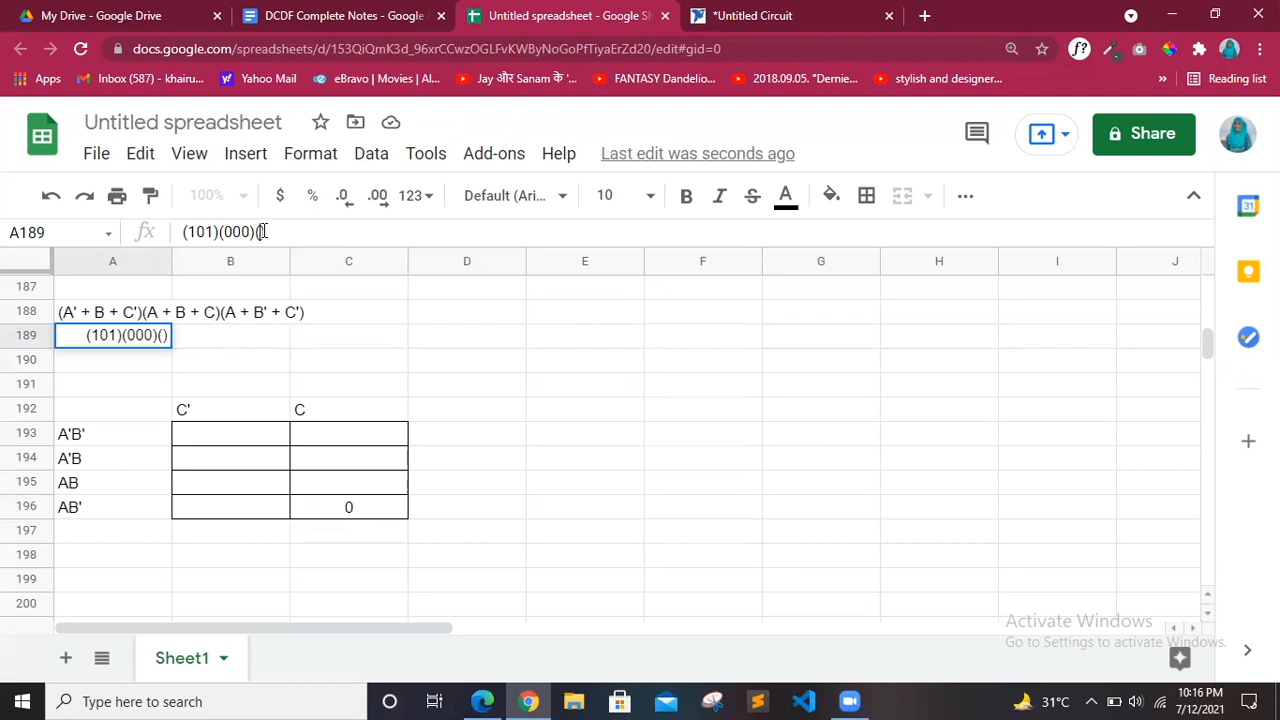 My Drive - Google Drive
DCDF Complete Notes - Google
Untitled spreadsheet - Google Sh
*Untitled Circuit
docs.google.com/spreadsheets/d/153QiQmK3d_96xrCCwzOGLFvKWByNoGoPfTiyaErZd20/edit#gid=0
Apps
Inbox (587) - khairu...
Yahoo Mail
eBravo | Movies | Al...
Jay और Sanam के '...
FANTASY Dandelio...
2018.09.05. "Dernie...
stylish and designer...
Reading list
Untitled spreadsheet
File Edit View Insert Format Data Tools Add-ons Help Last edit was seconds ago
Share
100% $ % .0 .00 123 Default (Ari... 10 B I S A
A189 fx (101)(000)()
A B C D E F G H I J
187
188 (A' + B + C')(A + B + C)(A + B' + C')
189 (101)(000)()
190
191
192 C' C
193 A'B'
194 A'B
195 AB
196 AB' 0
197
198
199
200
Activate Windows
Go to Settings to activate Windows.
Sheet1
Type here to search
31°C
10:16 PM
7/12/2021
31